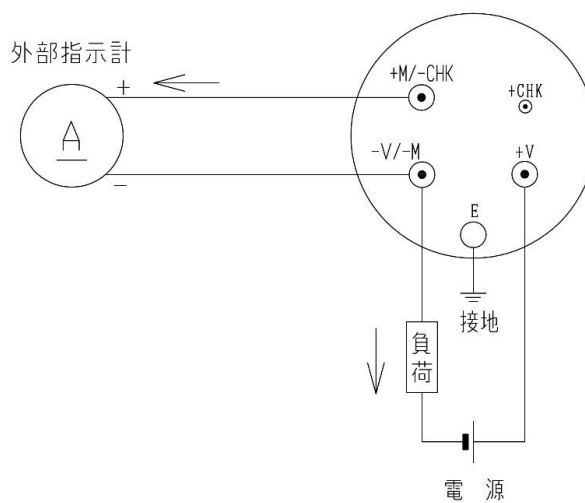 外部指示計
+
A
−
+M/-CHK
+CHK
-V/-M
+V
E
接地
負荷
電 源